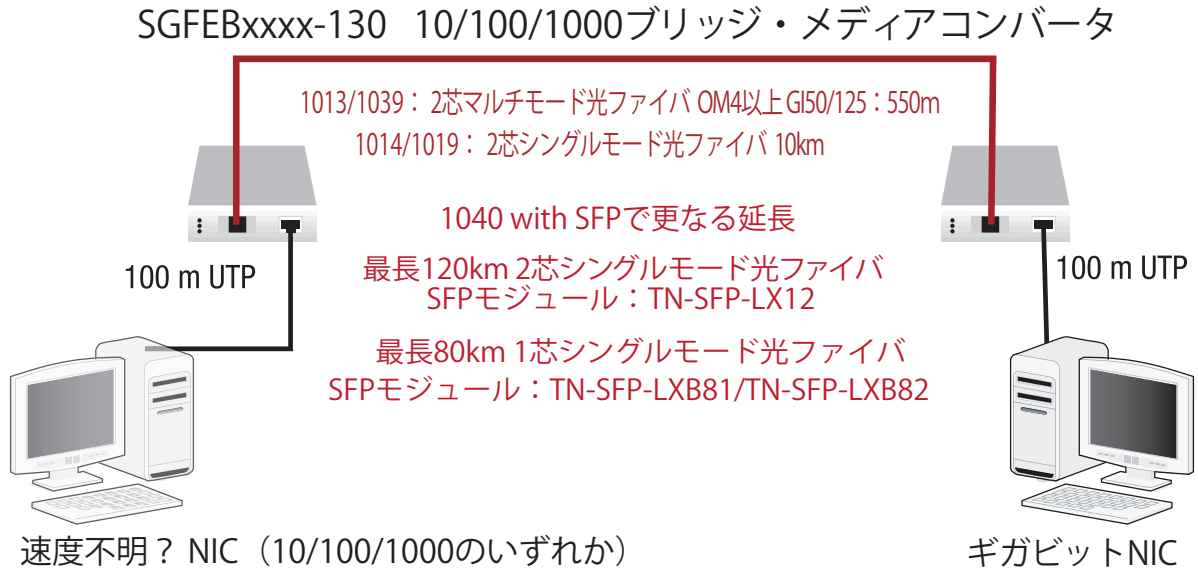 SGFEBxxxx-130 10/100/1000ブリッジ・メディアコンバータ
1013/1039： 2芯マルチモード光ファイバ OM4以上 GI50/125：550m
1014/1019： 2芯シングルモード光ファイバ 10km
1040 with SFPで更なる延長
100 m UTP
100 m UTP
最長120km 2芯シングルモード光ファイバ
SFPモジュール：TN-SFP-LX12
最長80km 1芯シングルモード光ファイバ
SFPモジュール：TN-SFP-LXB81/TN-SFP-LXB82
速度不明？ NIC（10/100/1000のいずれか）
ギガビットNIC